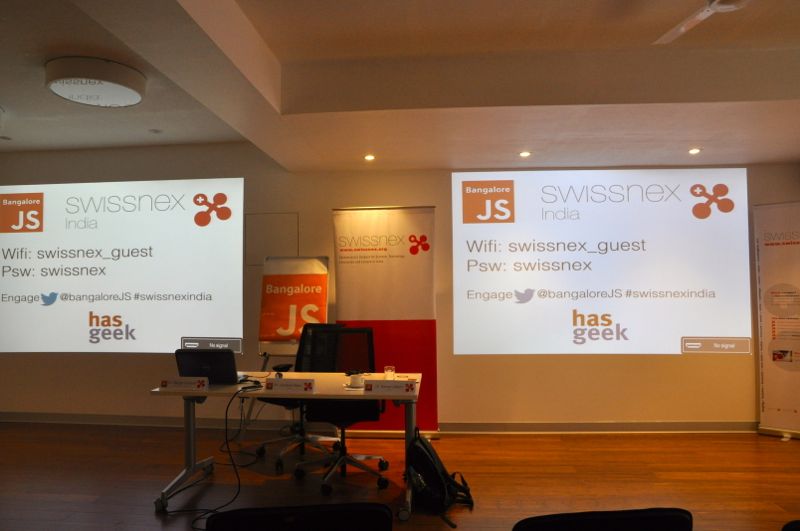 Bangalore
JS
swissnex
India
Wifi: swissnex_guest
Psw: swissnex
Engage @bangaloreJS #swissnexindia
has
geek
No signal
Bangalore
JS
swissnex
www.swissnex.org
Bangalore
JS
swissnex
India
Wifi: swissnex_guest
Psw: swissnex
Engage @bangaloreJS #swissnexindia
has
geek
No signal